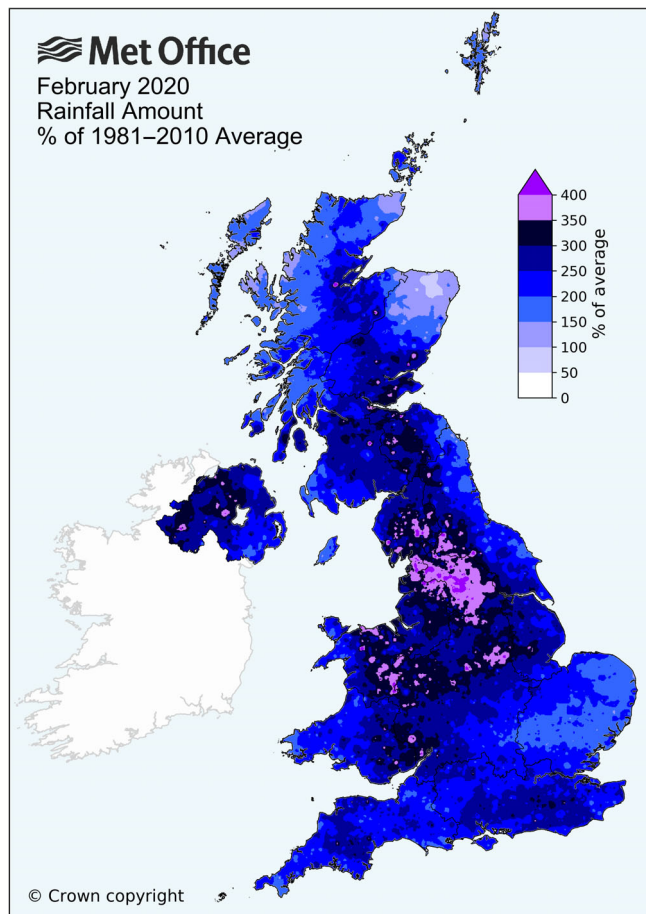 Met Office
February 2020
Rainfall Amount
% of 1981–2010 Average
400
350
300
250
200
150
100
50
0
% of average
© Crown copyright